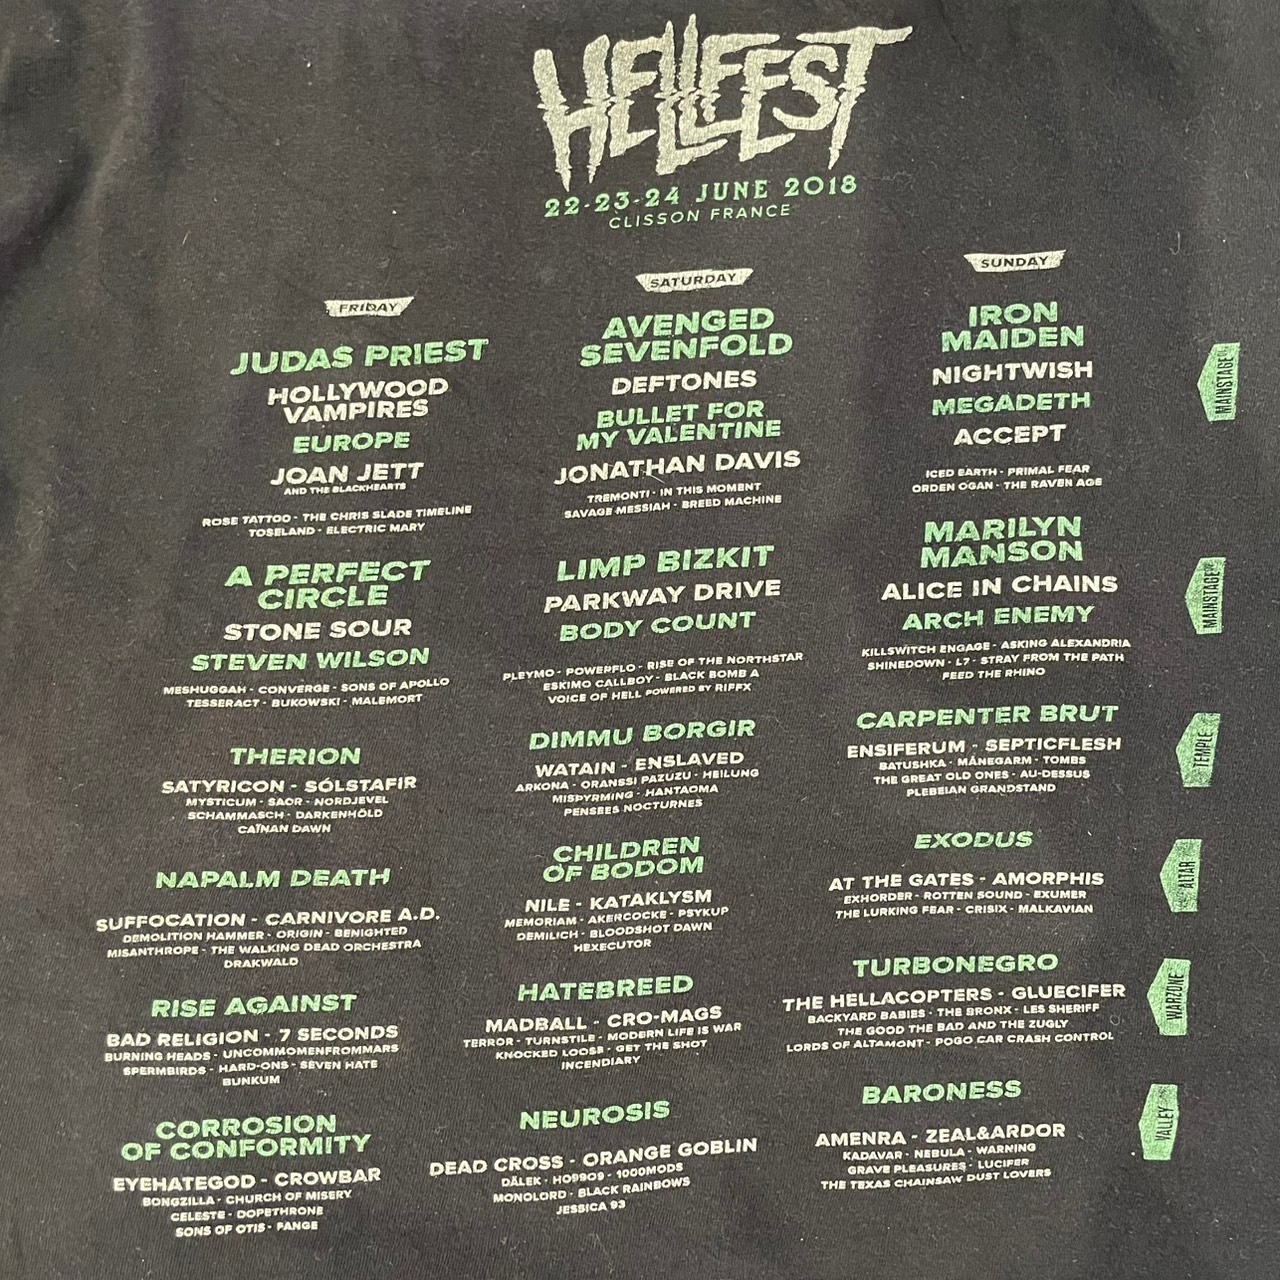 HELLFEST
22-23-24 JUNE 2018
CLISSON FRANCE
FRIDAY
JUDAS PRIEST
HOLLYWOOD
VAMPIRES
EUROPE
JOAN JETT
AND THE BLACKHEARTS
ROSE TATTOO - THE CHRIS SLADE TIMELINE
TOSELAND - ELECTRIC MARY
A PERFECT
CIRCLE
STONE SOUR
STEVEN WILSON
MESHUGGAH - CONVERGE - SONS OF APOLLO
TESSERACT - BUKOWSKI - MALEMORT
THERION
SATYRICON - SÓLSTAFIR
MYSTICUM - SAOR - NORDJEVEL
SCHAMMASCH - DARKENHÖLD
CAÏNAN DAWN
NAPALM DEATH
SUFFOCATION - CARNIVORE A.D.
DEMOLITION HAMMER - ORIGIN - BENIGHTED
MISANTHROPE - THE WALKING DEAD ORCHESTRA
DRAKWALD
RISE AGAINST
BAD RELIGION - 7 SECONDS
BURNING HEADS - UNCOMMOMENFROMMARS
SPERMBIRDS - HARD-ONS - SEVEN HATE
BUNKUM
CORROSION
OF CONFORMITY
EYEHATEGOD - CROWBAR
BONGZILLA - CHURCH OF MISERY
CELESTE - DOPETHRONE
SONS OF OTIS - FANGE
SATURDAY
AVENGED
SEVENFOLD
DEFTONES
BULLET FOR
MY VALENTINE
JONATHAN DAVIS
TREMONTI - IN THIS MOMENT
SAVAGE MESSIAH - BREED MACHINE
LIMP BIZKIT
PARKWAY DRIVE
BODY COUNT
PLEYMO - POWERFLO - RISE OF THE NORTHSTAR
ESKIMO CALLBOY - BLACK BOMB A
VOICE OF HELL POWERED BY RIFFX
DIMMU BORGIR
WATAIN - ENSLAVED
ARKONA - ORANSSI PAZUZU - HEILUNG
MISÞYRMING - HANTAOMA
PENSEES NOCTURNES
CHILDREN
OF BODOM
NILE - KATAKLYSM
MEMORIAM - AKERCOCKE - PSYKUP
DEMILICH - BLOODSHOT DAWN
HEXECUTOR
HATEBREED
MADBALL - CRO-MAGS
TERROR - TURNSTILE - MODERN LIFE IS WAR
KNOCKED LOOSE - GET THE SHOT
INCENDIARY
NEUROSIS
DEAD CROSS - ORANGE GOBLIN
DÄLEK - HO99O9 - 1000MODS
MONOLORD - BLACK RAINBOWS
JESSICA 93
SUNDAY
IRON
MAIDEN
NIGHTWISH
MEGADETH
ACCEPT
ICED EARTH - PRIMAL FEAR
ORDEN OGAN - THE RAVEN AGE
MARILYN
MANSON
ALICE IN CHAINS
ARCH ENEMY
KILLSWITCH ENGAGE - ASKING ALEXANDRIA
SHINEDOWN - L7 - STRAY FROM THE PATH
FEED THE RHINO
CARPENTER BRUT
ENSIFERUM - SEPTICFLESH
BATUSHKA - MÅNEGARM - TOMBS
THE GREAT OLD ONES - AU-DESSUS
PLEBEIAN GRANDSTAND
EXODUS
AT THE GATES - AMORPHIS
EXHORDER - ROTTEN SOUND - EXUMER
THE LURKING FEAR - CRISIX - MALKAVIAN
TURBONEGRO
THE HELLACOPTERS - GLUECIFER
BACKYARD BABIES - THE BRONX - LES SHERIFF
THE GOOD THE BAD AND THE ZUGLY
LORDS OF ALTAMONT - POGO CAR CRASH CONTROL
BARONESS
AMENRA - ZEAL&ARDOR
KADAVAR - NEBULA - WARNING
GRAVE PLEASURES - LUCIFER
THE TEXAS CHAINSAW DUST LOVERS
MAINSTAGE
MAINSTAGE
TEMPLE
ALTAR
WARZONE
VALLEY